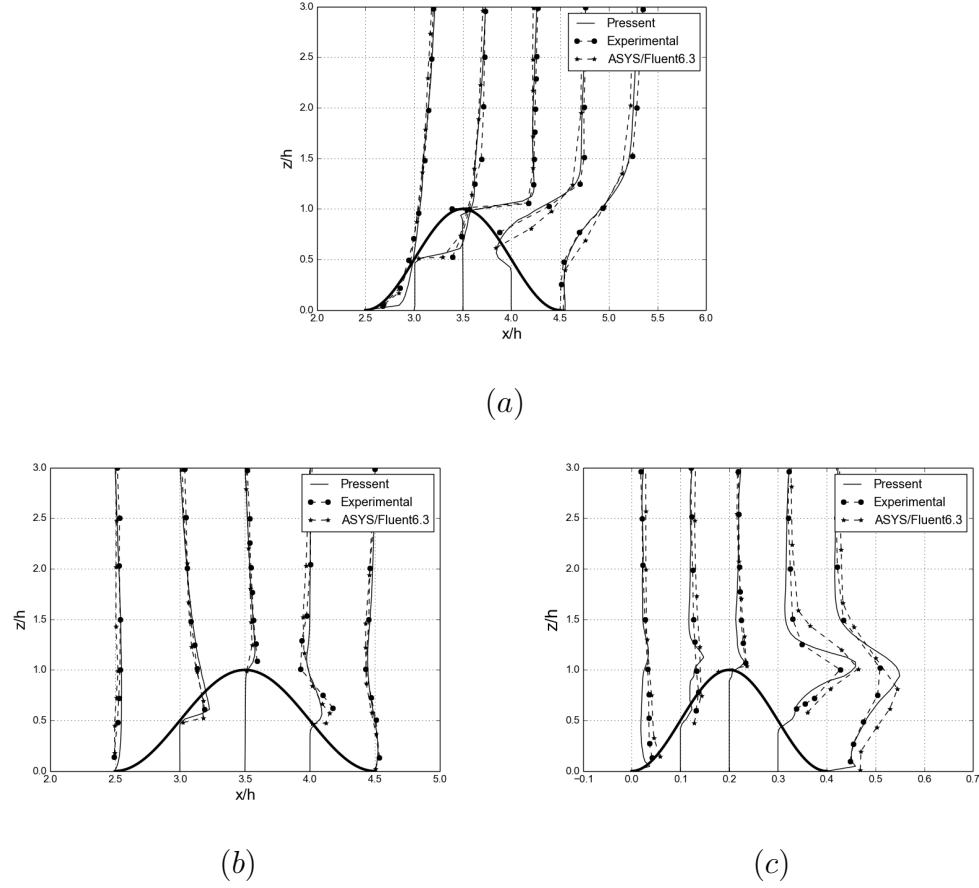 3.0
2.5
2.0
1.5
1.0
0.5
0.0
z/h
2.0 2.5 3.0 3.5 4.0 4.5 5.0 5.5 6.0
x/h
Pressent
Experimental
ASYS/Fluent6.3
(a)
3.0
2.5
2.0
1.5
1.0
0.5
0.0
z/h
2.0 2.5 3.0 3.5 4.0 4.5 5.0
x/h
Pressent
Experimental
ASYS/Fluent6.3
(b)
3.0
2.5
2.0
1.5
1.0
0.5
0.0
z/h
−0.1 0.0 0.1 0.2 0.3 0.4 0.5 0.6 0.7
Pressent
Experimental
ASYS/Fluent6.3
(c)